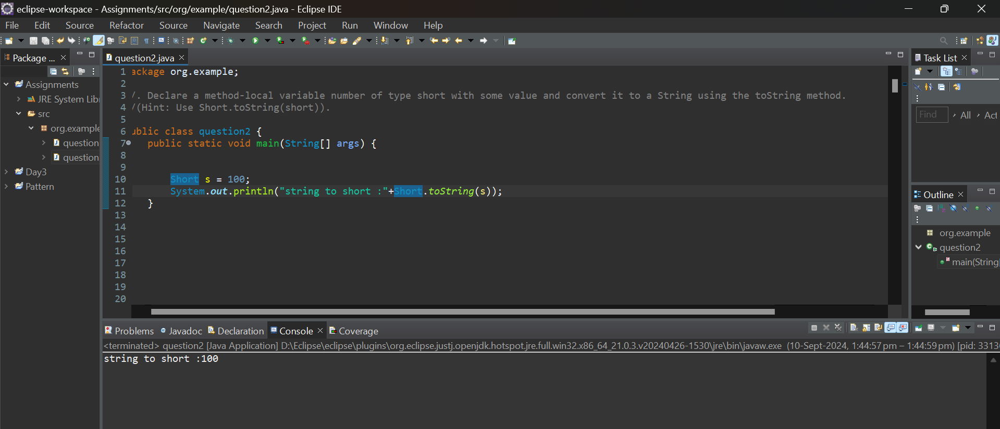 eclipse-workspace - Assignments/src/org/example/question2.java - Eclipse IDE
File Edit Source Refactor Source Navigate Search Project Run Window Help
Package ...
Assignments
JRE System Libr
src
org.example
question
question
Day3
Pattern
question2.java
1 ackage org.example;
2
3 /. Declare a method-local variable number of type short with some value and convert it to a String using the toString method.
4 /(Hint: Use Short.toString(short)).
5
6 ublic class question2 {
7 public static void main(String[] args) {
8
9
10 Short s = 100;
11 System.out.println("string to short :"+Short.toString(s));
12 }
13
14
15
16
17
18
19
20
Task List
Find All Act
Outline
org.example
question2
main(String
Problems Javadoc Declaration Console Coverage
<terminated> question2 [Java Application] D:\Eclipse\eclipse\plugins\org.eclipse.justj.openjdk.hotspot.jre.full.win32.x86_64_21.0.3.v20240426-1530\jre\bin\javaw.exe (10-Sept-2024, 1:44:57 pm – 1:44:59 pm) [pid: 3313
string to short :100